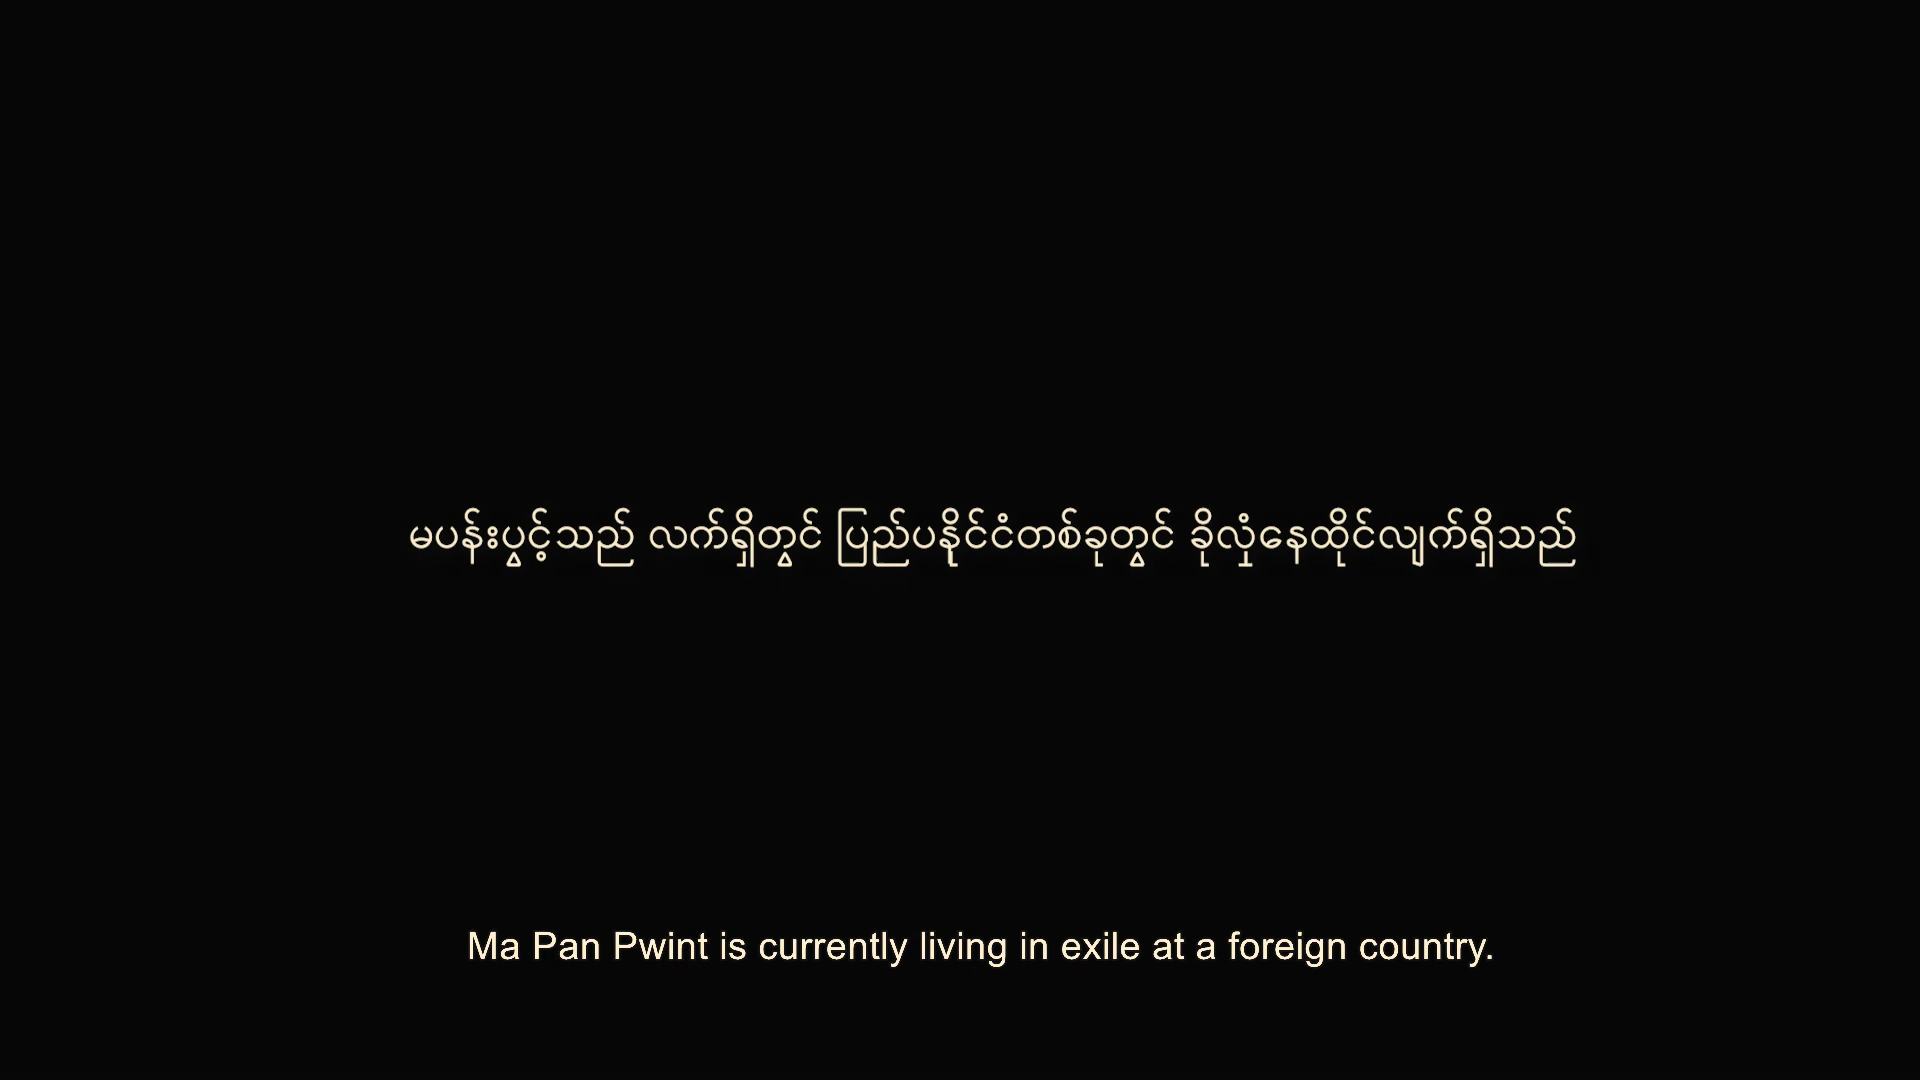 မပန်းပွင့်သည် လက်ရှိတွင် ပြည်ပနိုင်ငံတစ်ခုတွင် ခိုလှုံနေထိုင်လျက်ရှိသည်
Ma Pan Pwint is currently living in exile at a foreign country.